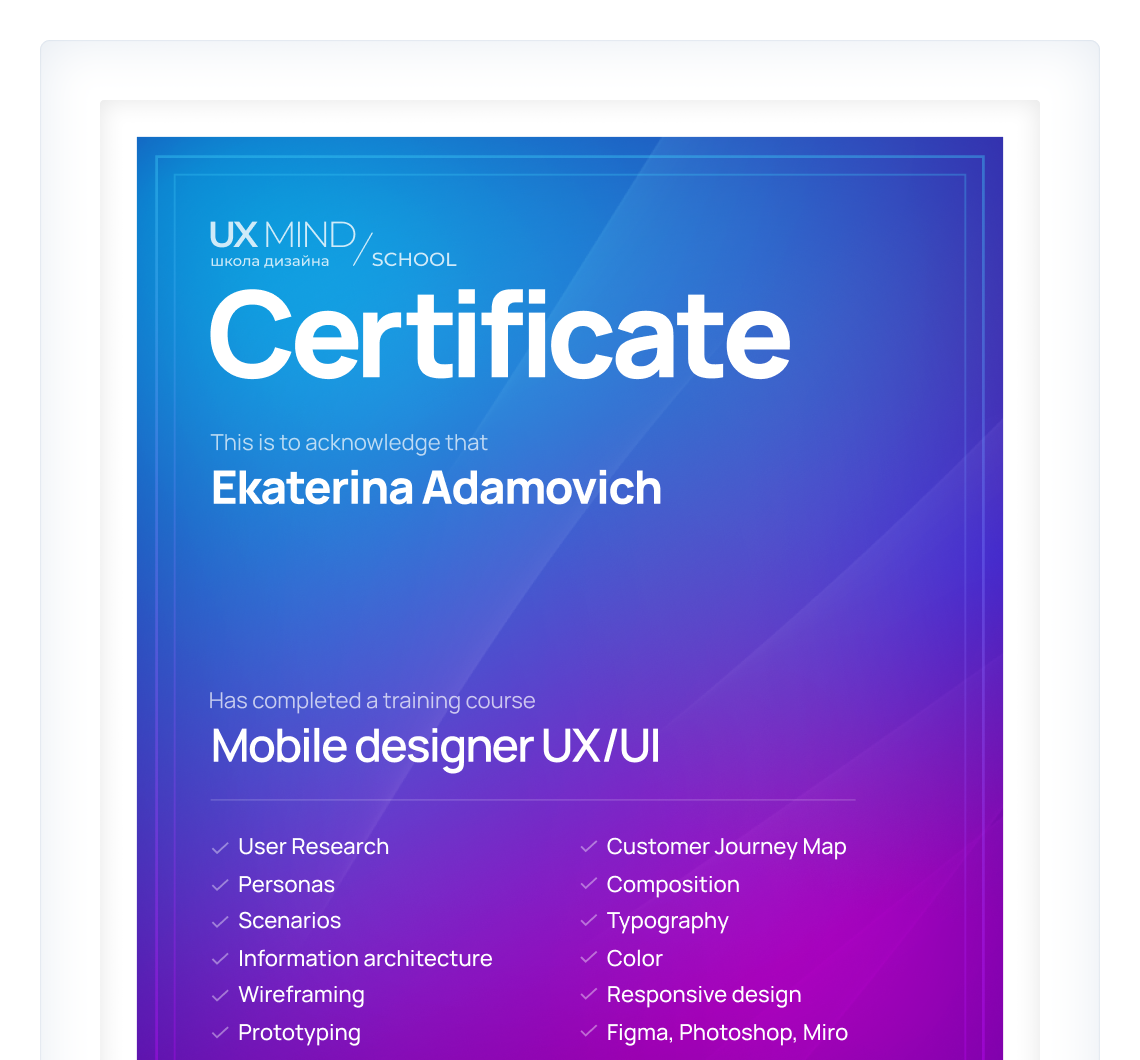 UX MIND
школа дизайна
SCHOOL
Certificate
This is to acknowledge that
Ekaterina Adamovich
Has completed a training course
Mobile designer UX/UI
User Research
Personas
Scenarios
Information architecture
Wireframing
Prototyping
Customer Journey Map
Composition
Typography
Color
Responsive design
Figma, Photoshop, Miro